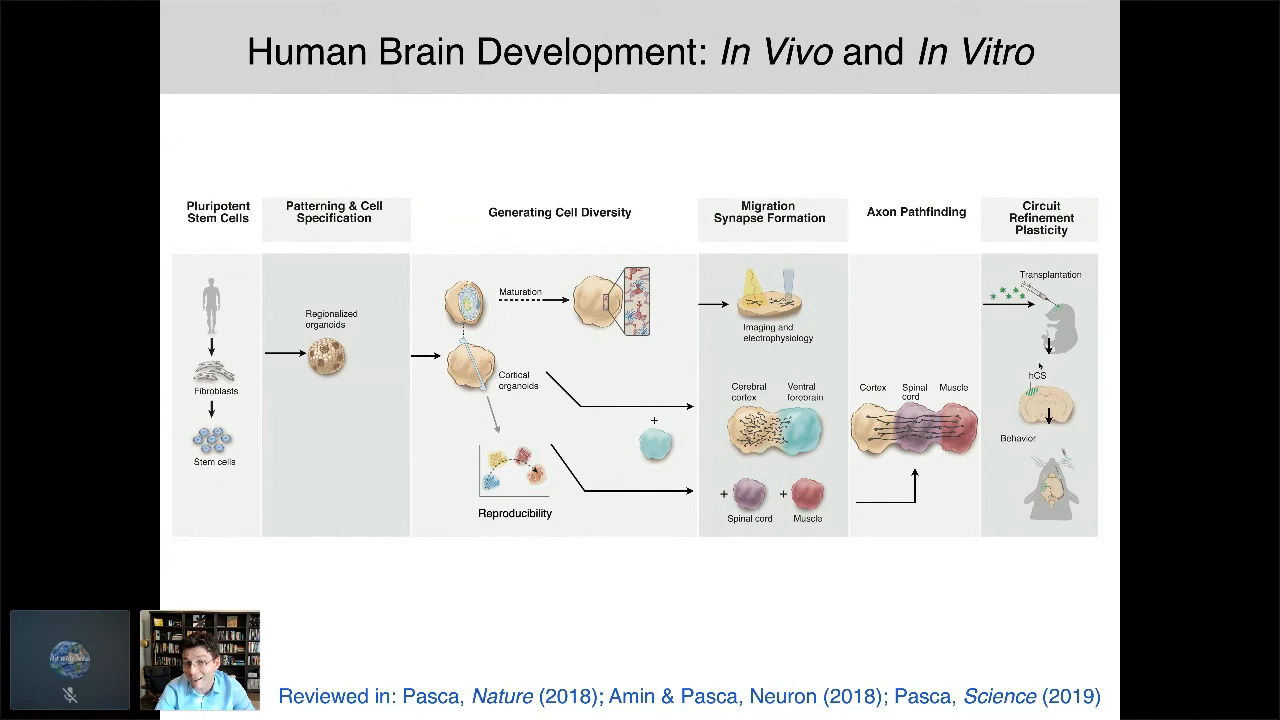 Human Brain Development: In Vivo and In Vitro
Pluripotent
Stem Cells
Patterning & Cell
Specification
Generating Cell Diversity
Migration
Synapse Formation
Axon Pathfinding
Circuit
Refinement
Plasticity
Fibroblasts
Stem cells
Regionalized
organoids
Maturation
Cortical
organoids
+
Reproducibility
Imaging and
electrophysiology
Cerebral
cortex
Ventral
forebrain
+
Spinal cord
+
Muscle
Cortex
Spinal
cord
Muscle
Transplantation
hCS
Behavior
Reviewed in: Pasca, Nature (2018); Amin & Pasca, Neuron (2018); Pasca, Science (2019)